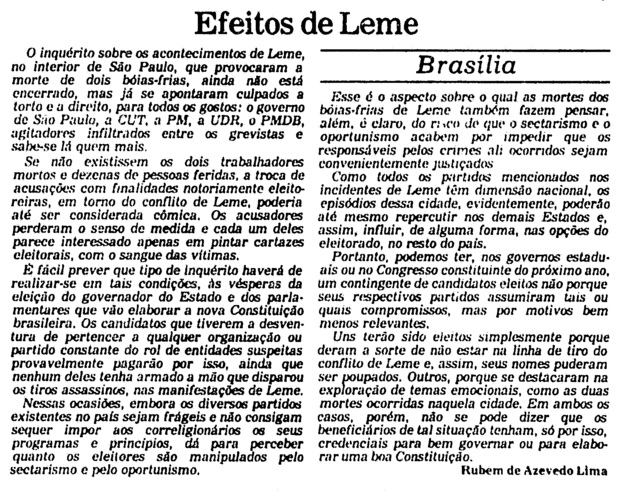 Efeitos de Leme
O inquérito sobre os acontecimentos de Leme,
no interior de São Paulo, que provocaram a
morte de dois bóias-frias, ainda não está
encerrado, mas já se apontaram culpados a
torto e a direito, para todos os gostos: o governo
de São Paulo, a CUT, a PM, a UDR, o PMDB,
agitadores infiltrados entre os grevistas e
sabe-se lá quem mais.
Se não existissem os dois trabalhadores
mortos e dezenas de pessoas feridas, a troca de
acusações com finalidades notoriamente eleito-
reiras, em torno do conflito de Leme, poderia
até ser considerada cômica. Os acusadores
perderam o senso de medida e cada um deles
parece interessado apenas em pintar cartazes
eleitorais, com o sangue das vítimas.
É fácil prever que tipo de inquérito haverá de
realizar-se em tais condições, às vésperas da
eleição do governador do Estado e dos parla-
mentares que vão elaborar a nova Constituição
brasileira. Os candidatos que tiverem a desven-
tura de pertencer a qualquer organização ou
partido constante do rol de entidades suspeitas
provavelmente pagarão por isso, ainda que
nenhum deles tenha armado a mão que disparou
os tiros assassinos, nas manifestações de Leme.
Nessas ocasiões, embora os diversos partidos
existentes no país sejam frágeis e não consigam
sequer impor aos correligionários os seus
programas e princípios, dá para perceber
quanto os eleitores são manipulados pelo
sectarismo e pelo oportunismo.
Brasília
Esse é o aspecto sobre o qual as mortes dos
bóias-frias de Leme também fazem pensar,
além, é claro, do risco de que o sectarismo e o
oportunismo acabem por impedir que os
responsáveis pelos crimes ali ocorridos sejam
convenientemente justiçados
Como todos os partidos mencionados nos
incidentes de Leme têm dimensão nacional, os
episódios dessa cidade, evidentemente, poderão
até mesmo repercutir nos demais Estados e,
assim, influir, de alguma forma, nas opções do
eleitorado, no resto do país.
Portanto, podemos ter, nos governos estadu-
ais ou no Congresso constituinte do próximo ano,
um contingente de candidatos eleitos não porque
seus respectivos partidos assumiram tais ou
quais compromissos, mas por motivos bem
menos relevantes.
Uns terão sido eleitos simplesmente porque
deram a sorte de não estar na linha de tiro do
conflito de Leme e, assim, seus nomes puderam
ser poupados. Outros, porque se destacaram na
exploração de temas emocionais, como as duas
mortes ocorridas naquela cidade. Em ambos os
casos, porém, não se pode dizer que os
beneficiários de tal situação tenham, só por isso,
credenciais para bem governar ou para elabo-
rar uma boa Constituição.
Rubem de Azevedo Lima